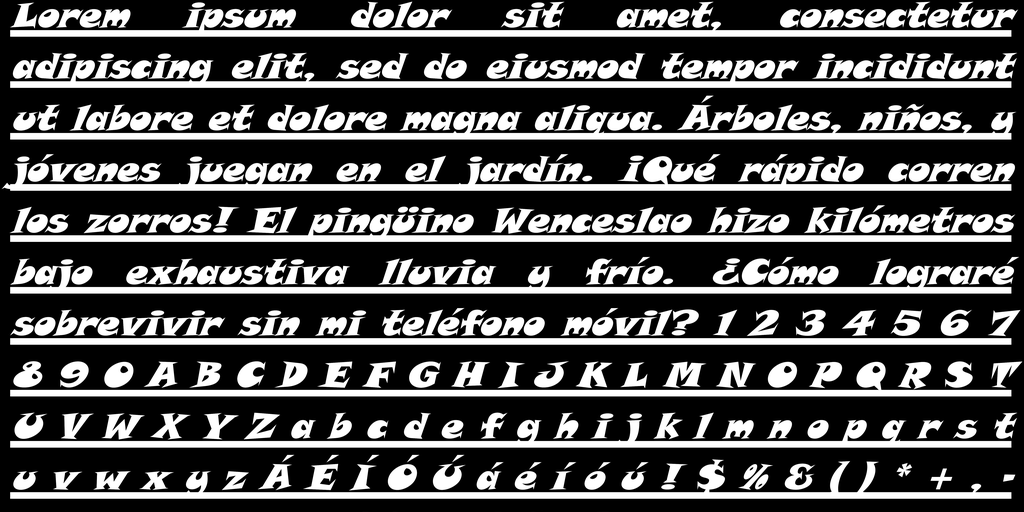 Lorem ipsum dolor sit amet, consectetur
adipiscing elit, sed do eiusmod tempor incididunt
ut labore et dolore magna aliqua. Árboles, niños, y
jóvenes juegan en el jardín. ¡Qué rápido corren
los zorros! El pingüino Wenceslao hizo kilómetros
bajo exhaustiva lluvia y frío. ¿Cómo lograré
sobrevivir sin mi teléfono móvil? 1 2 3 4 5 6 7
8 9 0 A B C D E F G H I J K L M N O P Q R S T
U V W X Y Z a b c d e f g h i j k l m n o p q r s t
u v w x y z Á É Í Ó Ú á é í ó ú ! $ % & ( ) * + , -